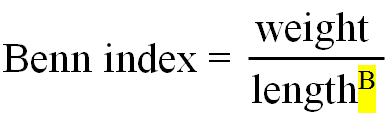 Benn index = weight
length^B